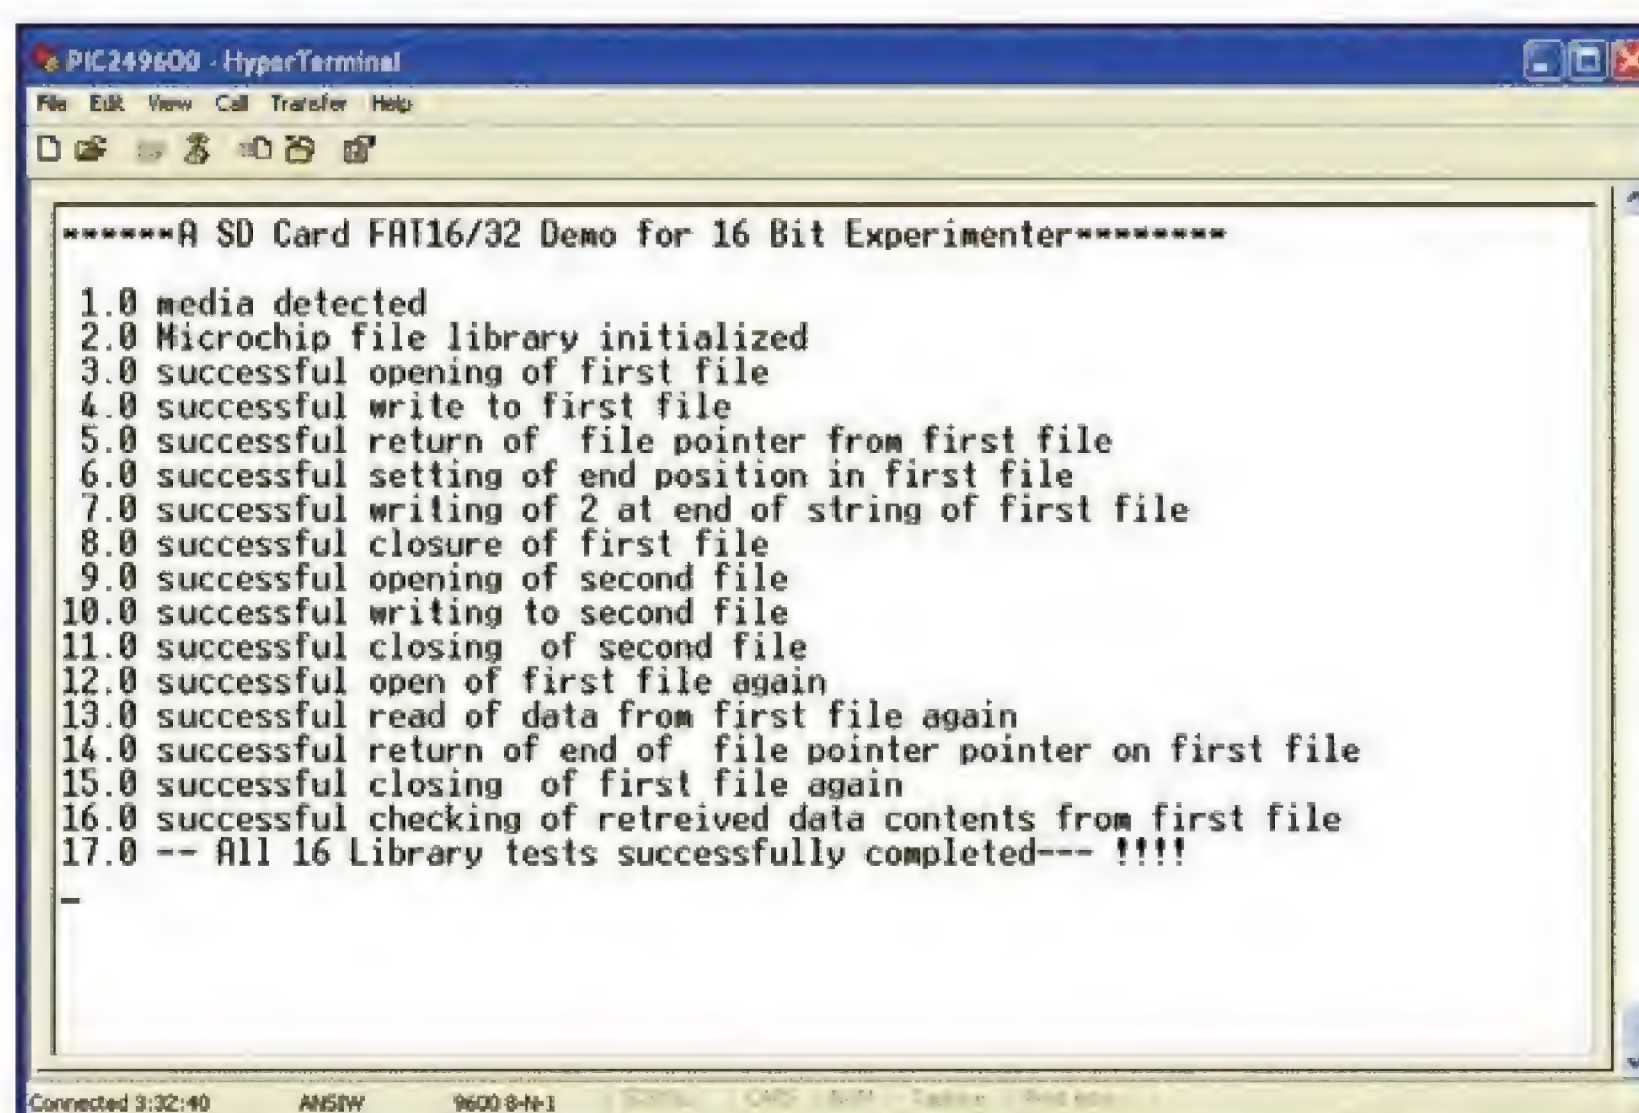 PIC249600 - HyperTerminal
File Edit View Call Transfer Help
******A SD Card FAT16/32 Demo for 16 Bit Experimenter********
1.0 media detected
2.0 Microchip file library initialized
3.0 successful opening of first file
4.0 successful write to first file
5.0 successful return of  file pointer from first file
6.0 successful setting of end position in first file
7.0 successful writing of 2 at end of string of first file
8.0 successful closure of first file
9.0 successful opening of second file
10.0 successful writing to second file
11.0 successful closing  of second file
12.0 successful open of first file again
13.0 successful read of data from first file again
14.0 successful return of end of  file pointer pointer on first file
15.0 successful closing  of first file again
16.0 successful checking of retreived data contents from first file
17.0 -- All 16 Library tests successfully completed--- !!!!
_
Connected 3:32:40 ANSIW 9600 8-N-1